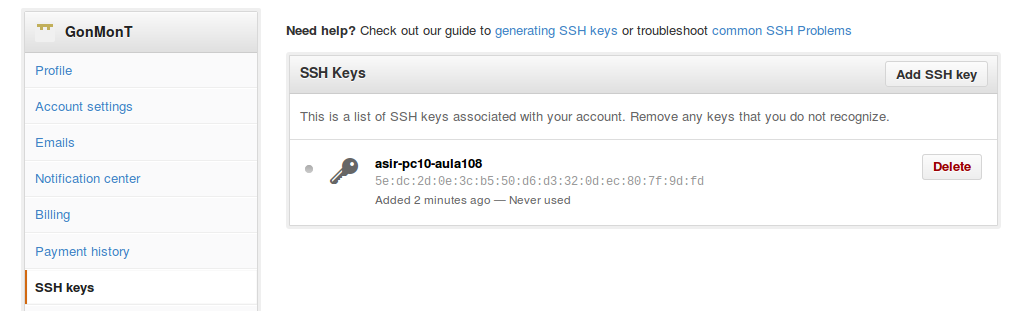 GonMonT
Profile
Account settings
Emails
Notification center
Billing
Payment history
SSH keys
Need help? Check out our guide to generating SSH keys or troubleshoot common SSH Problems
SSH Keys
Add SSH key
This is a list of SSH keys associated with your account. Remove any keys that you do not recognize.
asir-pc10-aula108
Delete
5e:dc:2d:0e:3c:b5:50:d6:d3:32:0d:ec:80:7f:9d:fd
Added 2 minutes ago — Never used